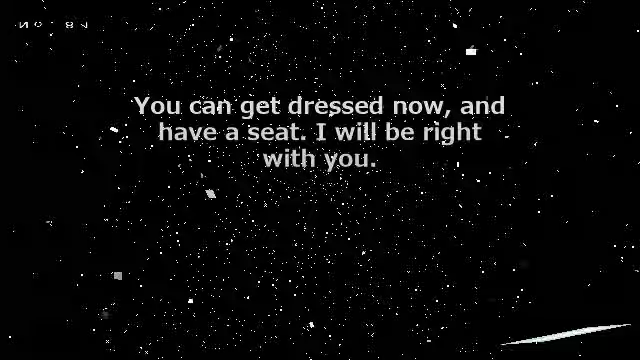 You can get dressed now, and
have a seat. I will be right
with you.